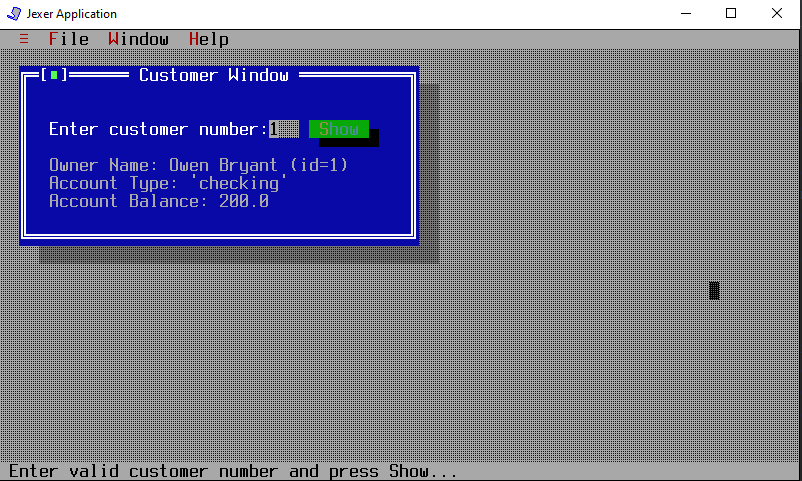 Jexer Application
≡ File Window Help
[■] Customer Window
Enter customer number:1 Show
Owner Name: Owen Bryant (id=1)
Account Type: 'checking'
Account Balance: 200.0
Enter valid customer number and press Show...